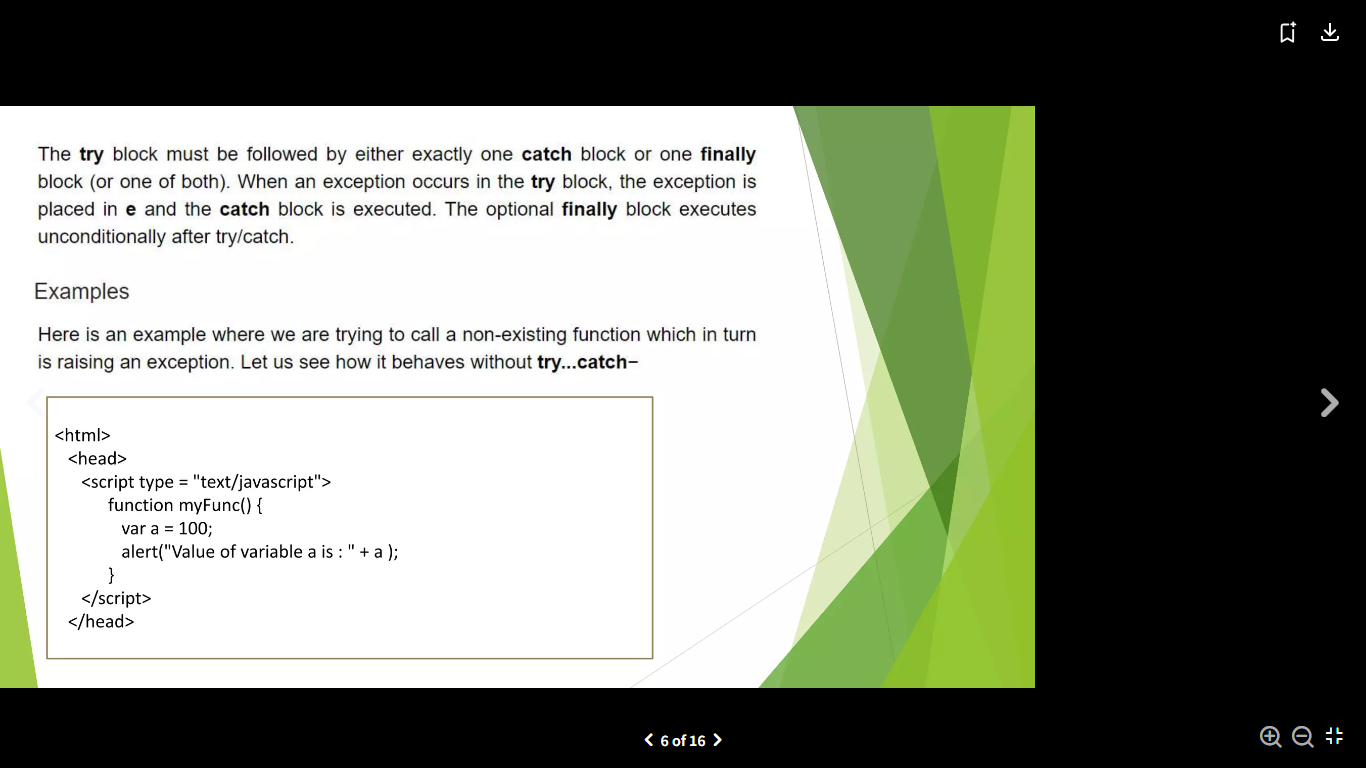 The try block must be followed by either exactly one catch block or one finally
block (or one of both). When an exception occurs in the try block, the exception is
placed in e and the catch block is executed. The optional finally block executes
unconditionally after try/catch.
Examples
Here is an example where we are trying to call a non-existing function which in turn
is raising an exception. Let us see how it behaves without try...catch−
<html>
<head>
<script type = "text/javascript">
function myFunc() {
var a = 100;
alert("Value of variable a is : " + a );
}
</script>
</head>
6 of 16